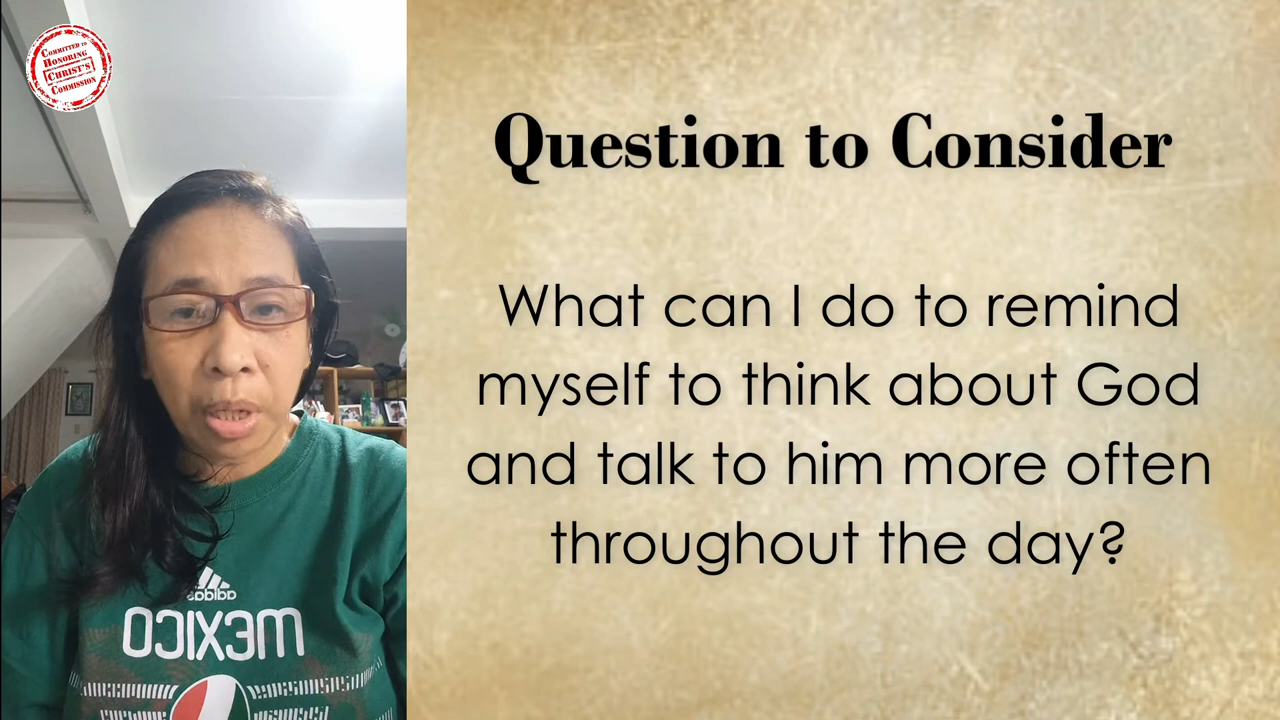 COMMITTED TO
HONORING
CHRIST'S
COMMISSION
Question to Consider
What can I do to remind
myself to think about God
and talk to him more often
throughout the day?
adidas
MEXICO